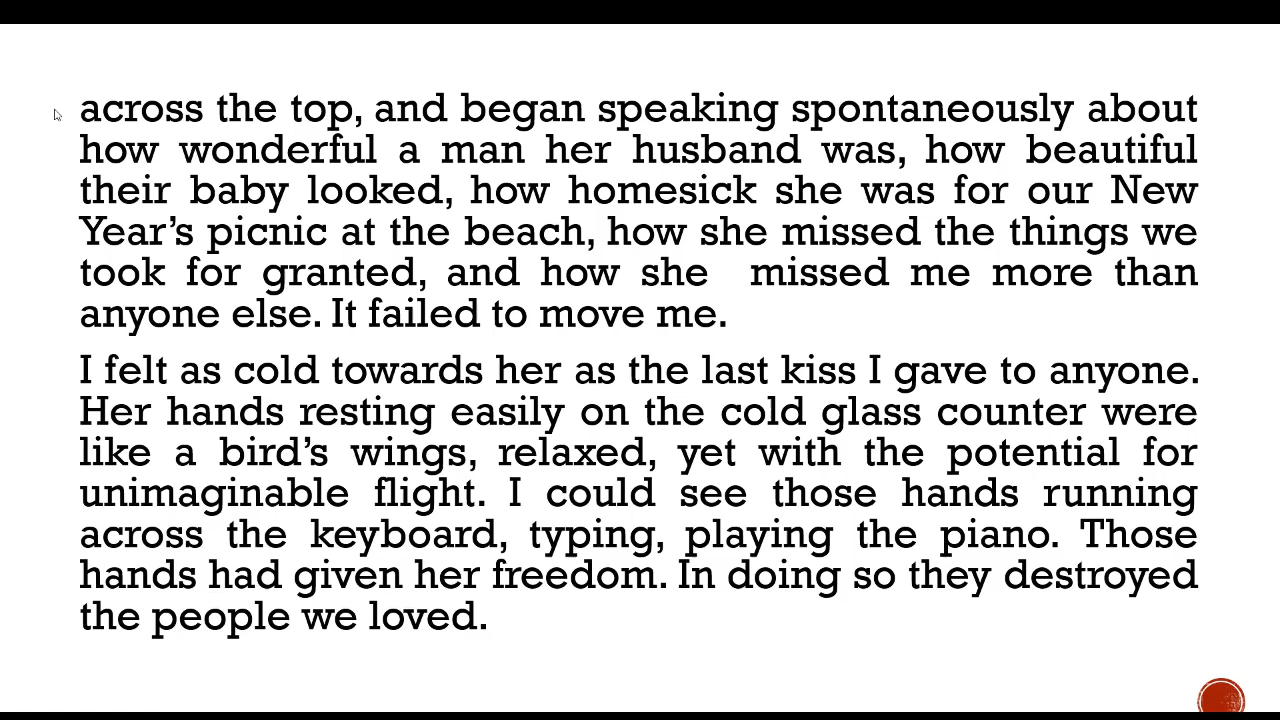 across the top, and began speaking spontaneously about
how wonderful a man her husband was, how beautiful
their baby looked, how homesick she was for our New
Year’s picnic at the beach, how she missed the things we
took for granted, and how she missed me more than
anyone else. It failed to move me.
I felt as cold towards her as the last kiss I gave to anyone.
Her hands resting easily on the cold glass counter were
like a bird’s wings, relaxed, yet with the potential for
unimaginable flight. I could see those hands running
across the keyboard, typing, playing the piano. Those
hands had given her freedom. In doing so they destroyed
the people we loved.